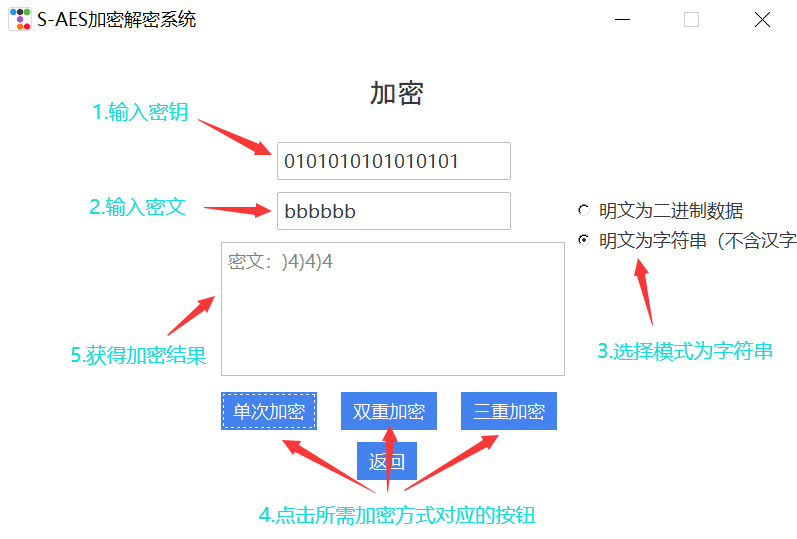 S-AES加密解密系统
加密
1.输入密钥
0101010101010101
2.输入密文
bbbbbb
明文为二进制数据
明文为字符串（不含汉字
密文：)4)4)4
5.获得加密结果
3.选择模式为字符串
单次加密
双重加密
三重加密
返回
4.点击所需加密方式对应的按钮